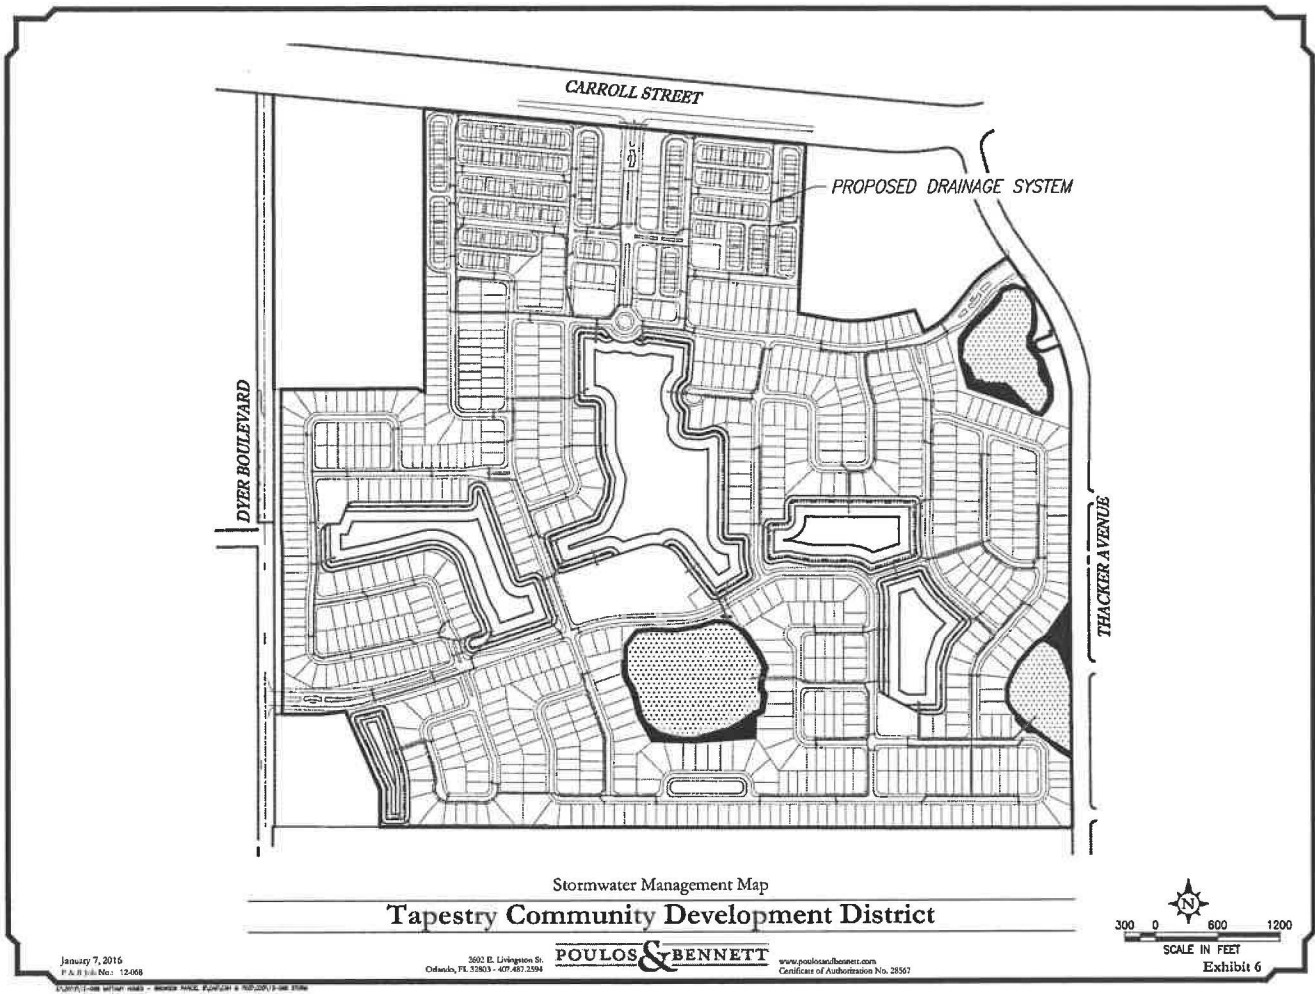 CARROLL STREET
PROPOSED DRAINAGE SYSTEM
DYER BOULEVARD
THACKER AVENUE
Stormwater Management Map
Tapestry Community Development District
January 7, 2016
P & B Job No.: 12-068
2602 E. Livingston St.
Orlando, FL 32803 - 407.487.2594
POULOS & BENNETT
www.poulosandbennett.com
Certificate of Authorization No. 28567
N
300 0 600 1200
SCALE IN FEET
Exhibit 6